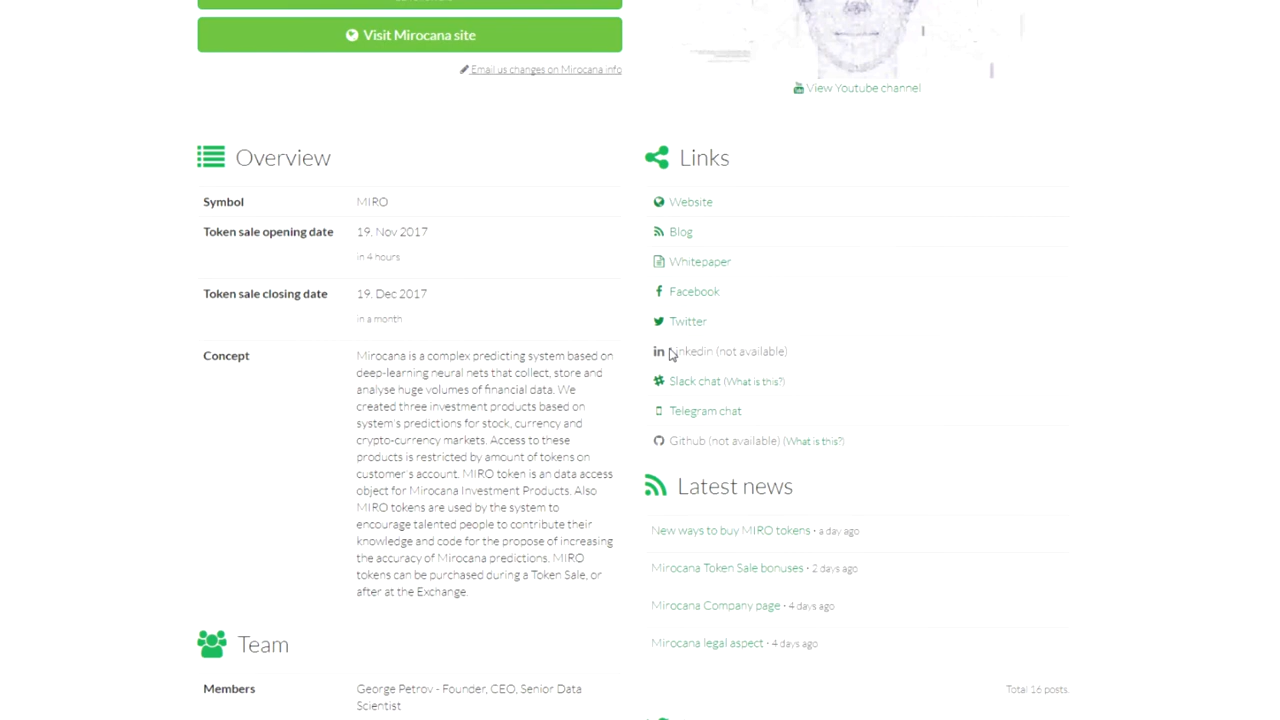 Visit Mirocana site
Email us changes on Mirocana info
View Youtube channel
Overview
Symbol MIRO
Token sale opening date 19. Nov 2017
in 4 hours
Token sale closing date 19. Dec 2017
in a month
Concept Mirocana is a complex predicting system based on
deep-learning neural nets that collect, store and
analyse huge volumes of financial data. We
created three investment products based on
system's predictions for stock, currency and
crypto-currency markets. Access to these
products is restricted by amount of tokens on
customer's account. MIRO token is an data access
object for Mirocana Investment Products. Also
MIRO tokens are used by the system to
encourage talented people to contribute their
knowledge and code for the propose of increasing
the accuracy of Mirocana predictions. MIRO
tokens can be purchased during a Token Sale, or
after at the Exchange.
Team
Members George Petrov - Founder, CEO, Senior Data
Scientist
Links
Website
Blog
Whitepaper
Facebook
Twitter
Linkedin (not available)
Slack chat (What is this?)
Telegram chat
Github (not available) (What is this?)
Latest news
New ways to buy MIRO tokens · a day ago
Mirocana Token Sale bonuses · 2 days ago
Mirocana Company page · 4 days ago
Mirocana legal aspect · 4 days ago
Total 16 posts.